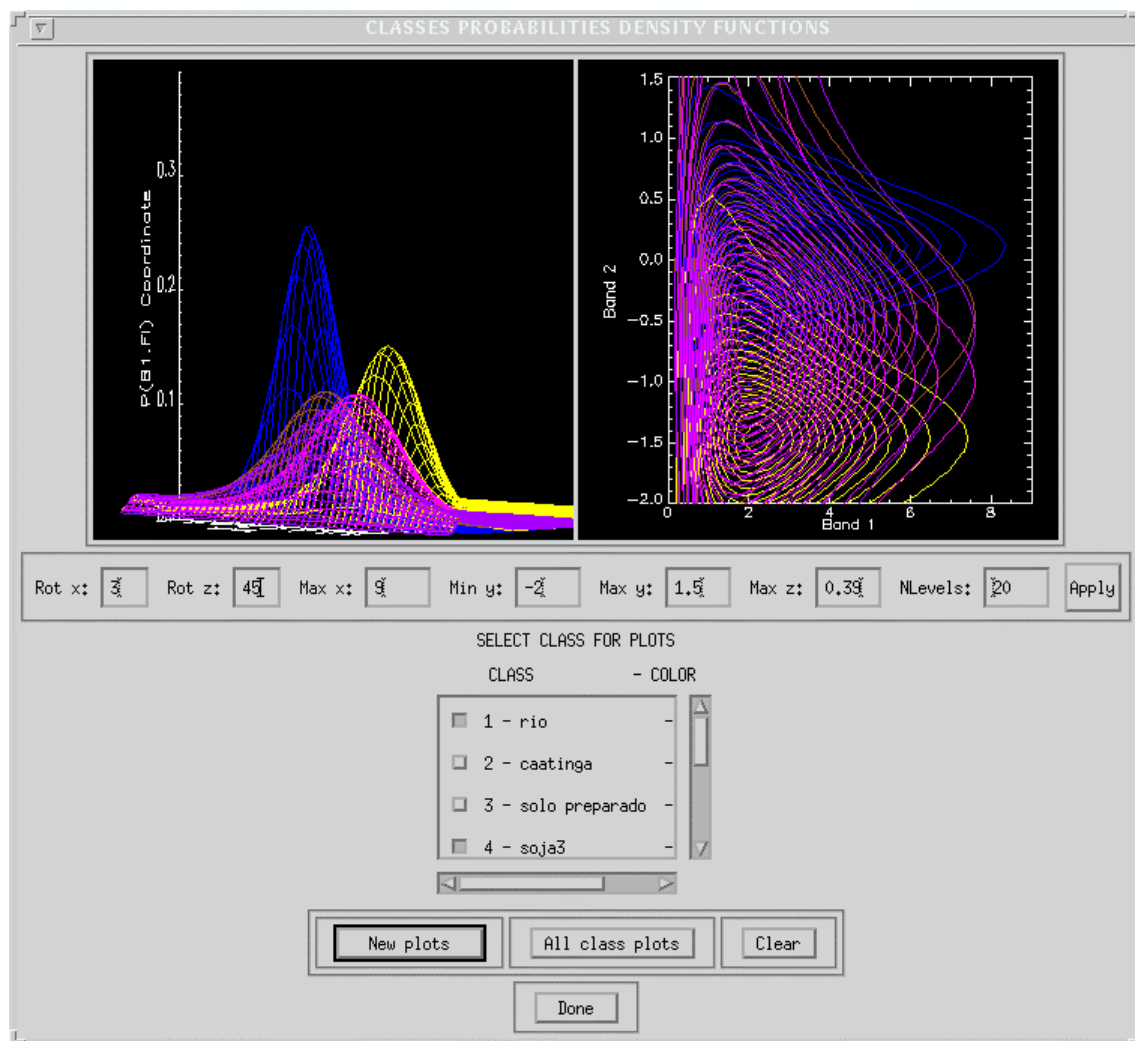 CLASSES PROBABILITIES DENSITY FUNCTIONS
P(B1.FI) Coordinate
0.3
0.2
0.1
Band 2
1.5
1.0
0.5
0.0
-0.5
-1.0
-1.5
-2.0
0 2 4 6 8
Band 1
Rot x: 3 Rot z: 45 Max x: 9 Min y: -2 Max y: 1.5 Max z: 0.39 NLevels: 20 Apply
SELECT CLASS FOR PLOTS
CLASS - COLOR
1 - rio -
2 - caatinga -
3 - solo preparado -
4 - soja3 -
New plots All class plots Clear
Done